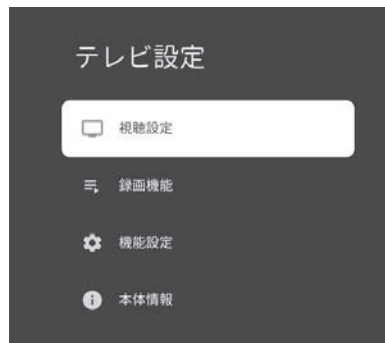 テレビ設定
視聴設定
録画機能
機能設定
本体情報